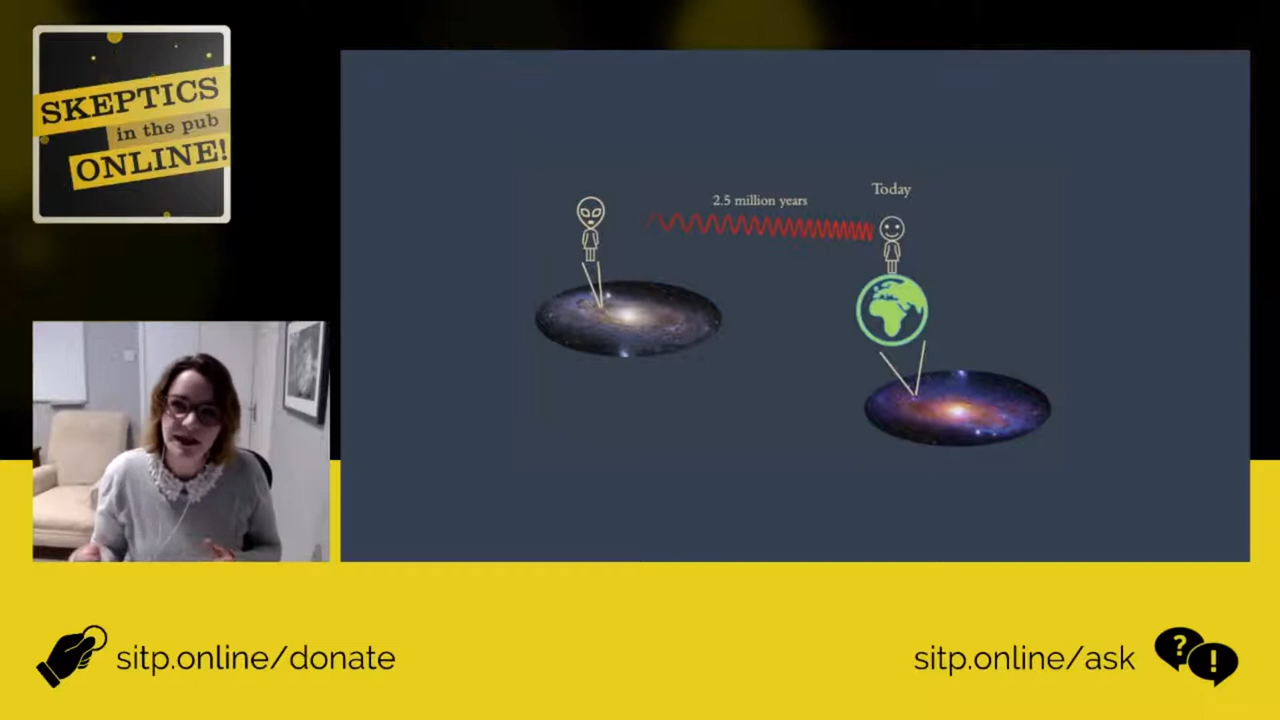 SKEPTICS
in the pub
ONLINE!
2.5 million years
Today
sitp.online/donate
sitp.online/ask
?
!